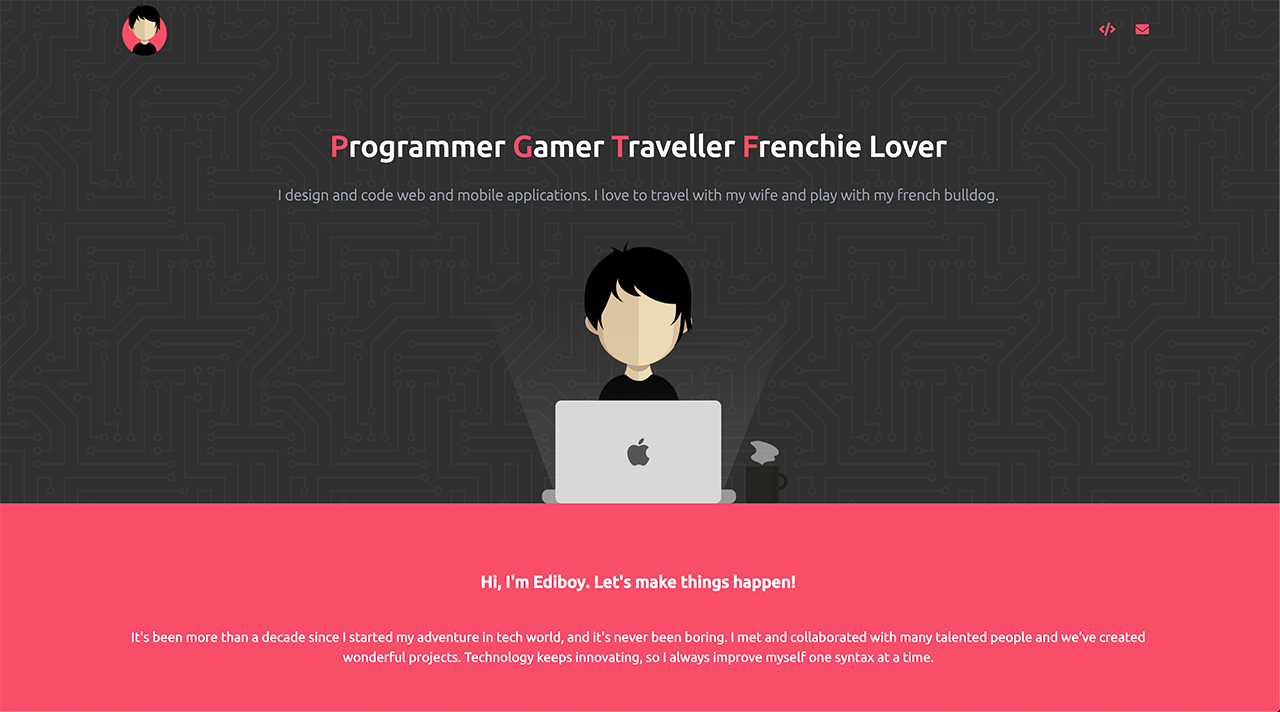 Programmer Gamer Traveller Frenchie Lover
I design and code web and mobile applications. I love to travel with my wife and play with my french bulldog.
Hi, I'm Ediboy. Let's make things happen!
It's been more than a decade since I started my adventure in tech world, and it's never been boring. I met and collaborated with many talented people and we've created
wonderful projects. Technology keeps innovating, so I always improve myself one syntax at a time.